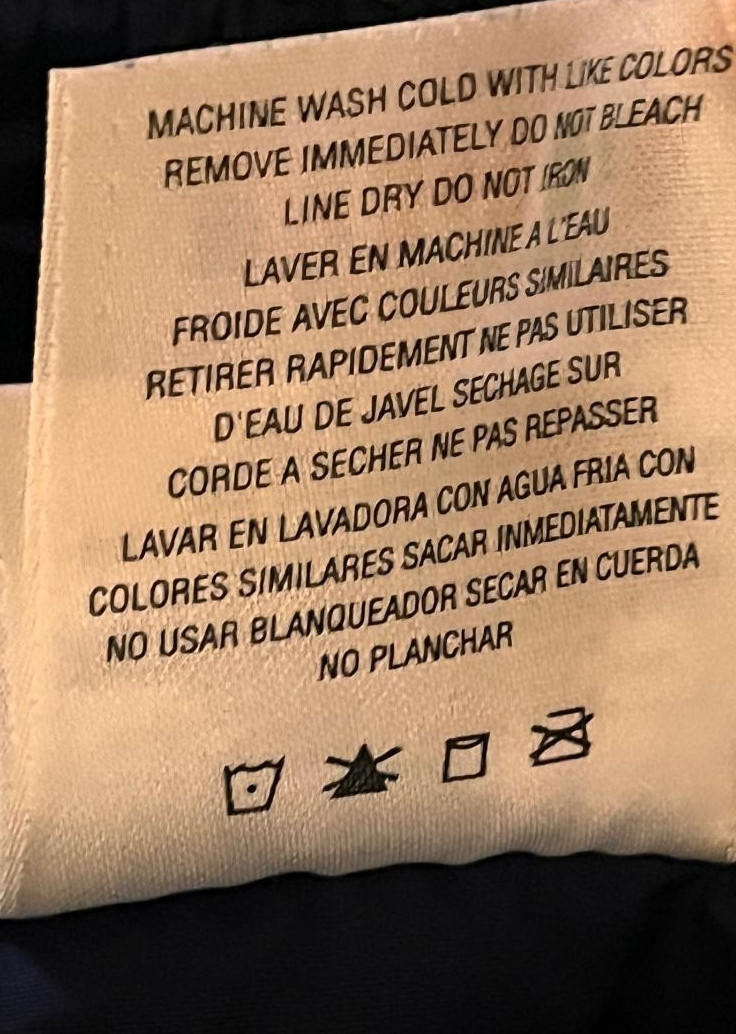 MACHINE WASH COLD WITH LIKE COLORS
REMOVE IMMEDIATELY DO NOT BLEACH
LINE DRY DO NOT IRON
LAVER EN MACHINE A L'EAU
FROIDE AVEC COULEURS SIMILAIRES
RETIRER RAPIDEMENT NE PAS UTILISER
D'EAU DE JAVEL SECHAGE SUR
CORDE A SECHER NE PAS REPASSER
LAVAR EN LAVADORA CON AGUA FRIA CON
COLORES SIMILARES SACAR INMEDIATAMENTE
NO USAR BLANQUEADOR SECAR EN CUERDA
NO PLANCHAR